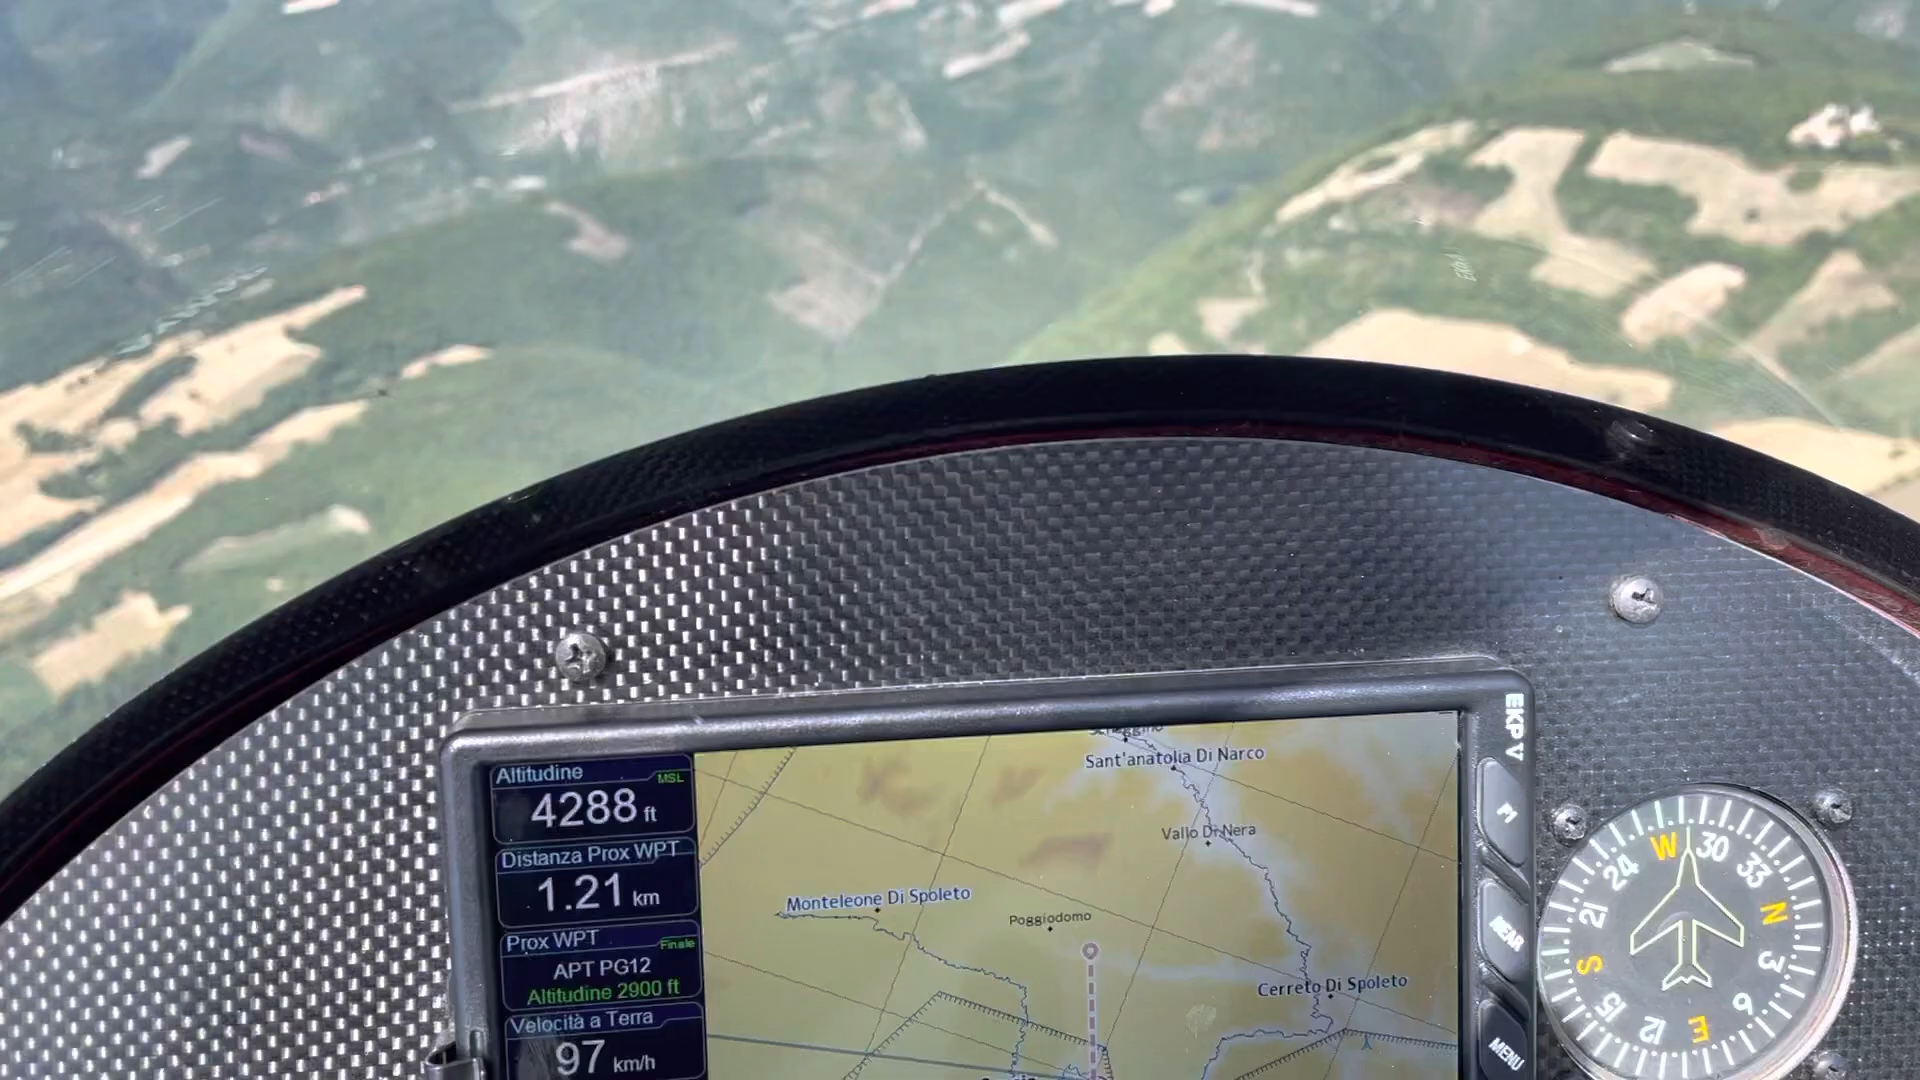 EKP V
Altitudine
MSL
4288 ft
Distanza Prox WPT
1.21 km
Prox WPT
Finale
APT PG12
Altitudine 2900 ft
Velocità a Terra
97 km/h
Sant'anatolia Di Narco
Vallo Di Nera
Monteleone Di Spoleto
Poggiodomo
Cerreto Di Spoleto
NEAR
MENU
W
30
33
N
3
6
E
12
15
S
21
24